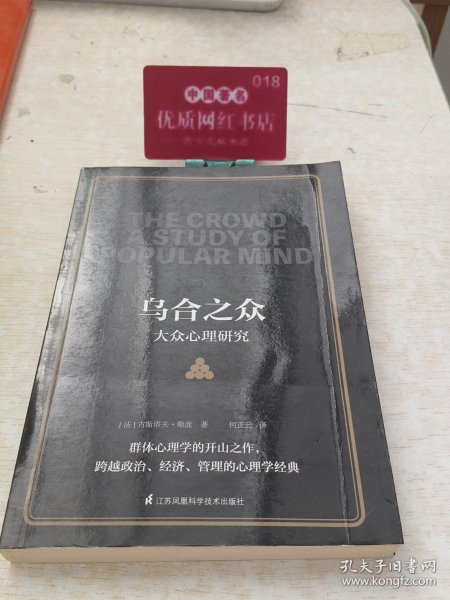 018
中国著名
优质网红书店
THE CROWD
A STUDY OF
POPULAR MIND
乌合之众
大众心理研究
[法]古斯塔夫·勒庞 著 何正云 译
群体心理学的开山之作,
跨越政治、经济、管理的心理学经典
江苏凤凰科学技术出版社
孔夫子旧书网
www.kongfz.com